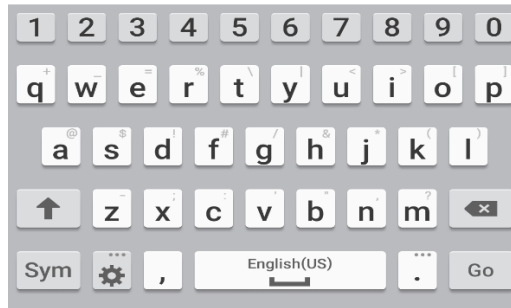 1 2 3 4 5 6 7 8 9 0
+ _ = % \ | < > [ ]
q w e r t y u i o p
@ $ ! # / & * ( )
a s d f g h j k l
- ; : ' " , ?
z x c v b n m
Sym , English(US) . Go